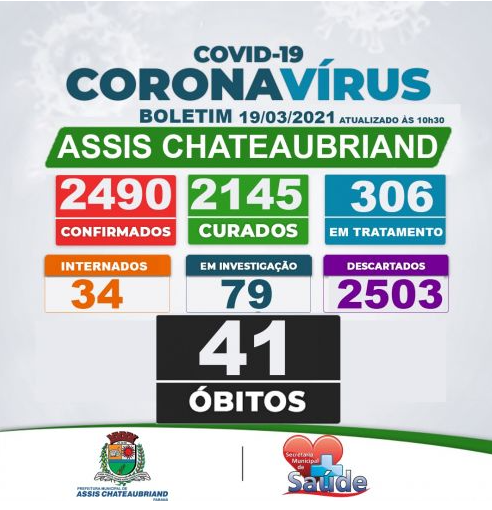 COVID-19
CORONAVÍRUS
BOLETIM 19/03/2021 ATUALIZADO ÀS 10h30
ASSIS CHATEAUBRIAND
2490 2145 306
CONFIRMADOS CURADOS EM TRATAMENTO
INTERNADOS EM INVESTIGAÇÃO DESCARTADOS
34 79 2503
41
ÓBITOS
Secretaria
Municipal
de
Saúde
PREFEITURA MUNICIPAL DE
ASSIS CHATEAUBRIAND
PARANÁ